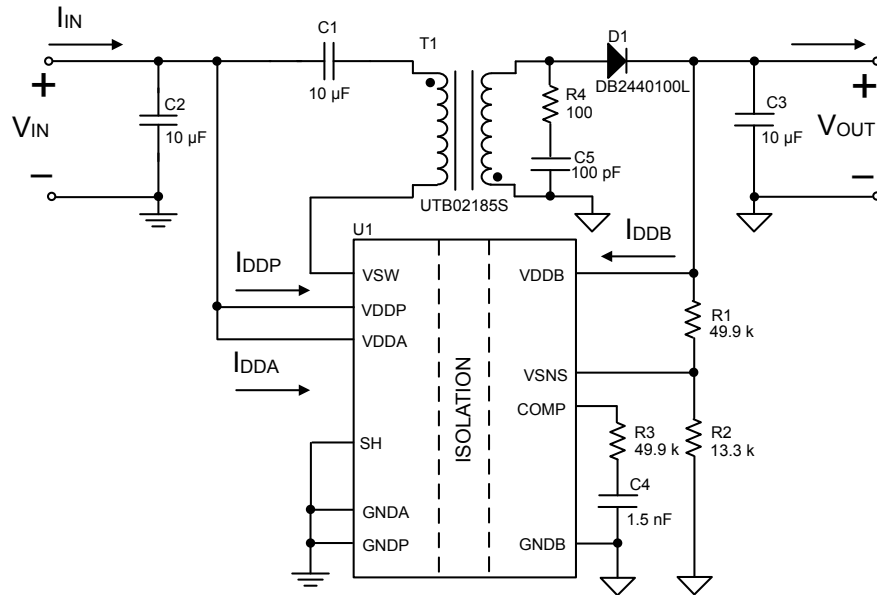 IIN
C1
T1
D1
+
C2
10 µF
10 µF
VIN
−
R4
100
DB2440100L
C5
100 pF
C3
10 µF
+
VOUT
−
UTB02185S
U1
IDDP
IDDA
IDDB
VSW
VDDP
VDDA
SH
GNDA
GNDP
ISOLATION
VDDB
VSNS
COMP
GNDB
R1
49.9 k
R3
49.9 k
R2
13.3 k
C4
1.5 nF